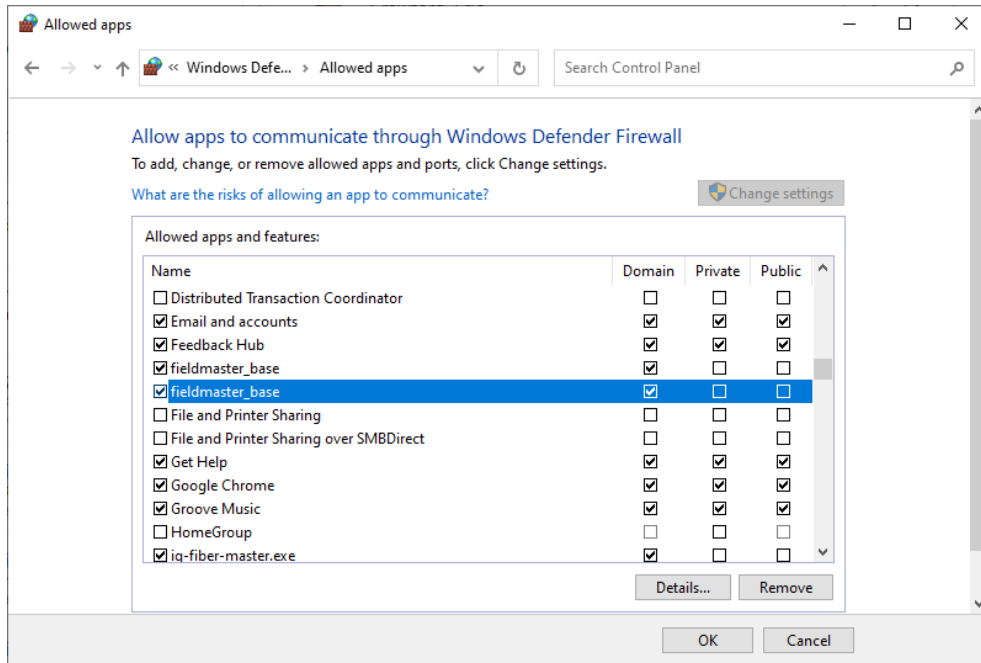 Allowed apps
« Windows Defe... › Allowed apps
Search Control Panel
Allow apps to communicate through Windows Defender Firewall
To add, change, or remove allowed apps and ports, click Change settings.
What are the risks of allowing an app to communicate?
Change settings
Allowed apps and features:
Name Domain Private Public
Distributed Transaction Coordinator
Email and accounts
Feedback Hub
fieldmaster_base
fieldmaster_base
File and Printer Sharing
File and Printer Sharing over SMBDirect
Get Help
Google Chrome
Groove Music
HomeGroup
iq-fiber-master.exe
Details... Remove
OK Cancel